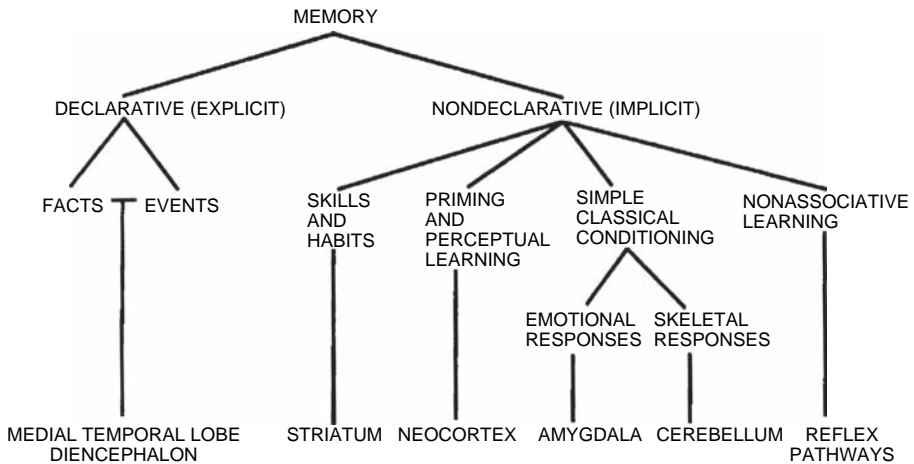 MEMORY
DECLARATIVE (EXPLICIT)
NONDECLARATIVE (IMPLICIT)
FACTS
EVENTS
SKILLS
AND
HABITS
PRIMING
AND
PERCEPTUAL
LEARNING
SIMPLE
CLASSICAL
CONDITIONING
NONASSOCIATIVE
LEARNING
EMOTIONAL
RESPONSES
SKELETAL
RESPONSES
MEDIAL TEMPORAL LOBE
DIENCEPHALON
STRIATUM
NEOCORTEX
AMYGDALA
CEREBELLUM
REFLEX
PATHWAYS